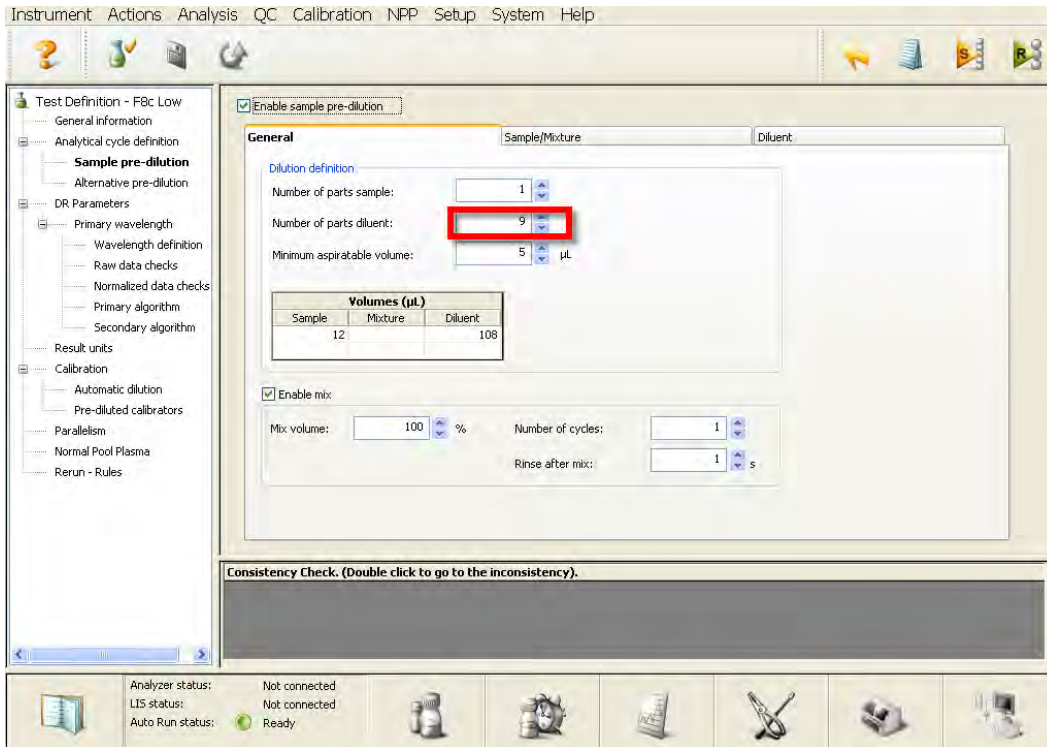 Instrument Actions Analysis QC Calibration NPP Setup System Help
?
S
R
Test Definition - F8c Low
General information
Analytical cycle definition
Sample pre-dilution
Alternative pre-dilution
DR Parameters
Primary wavelength
Wavelength definition
Raw data checks
Normalized data checks
Primary algorithm
Secondary algorithm
Result units
Calibration
Automatic dilution
Pre-diluted calibrators
Parallelism
Normal Pool Plasma
Rerun - Rules
Enable sample pre-dilution
General Sample/Mixture Diluent
Dilution definition
Number of parts sample: 1
Number of parts diluent: 9
Minimum aspiratable volume: 5 µL
Volumes (µL)
Sample Mixture Diluent
12 108
Enable mix
Mix volume: 100 % Number of cycles: 1
Rinse after mix: 1 s
Consistency Check. (Double click to go to the inconsistency).
Analyzer status: Not connected
LIS status: Not connected
Auto Run status: Ready